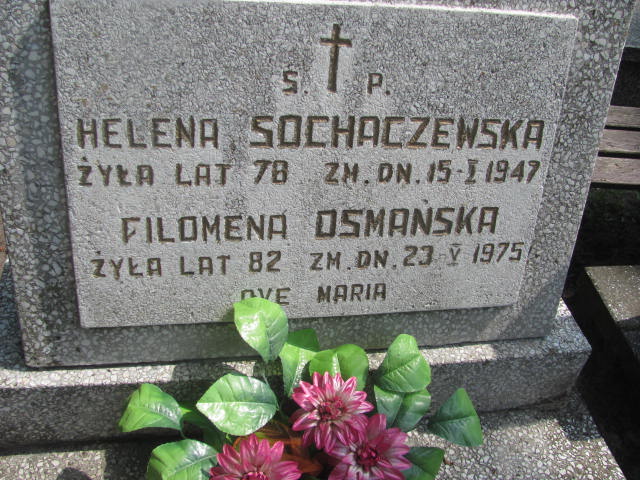 Ś. P.
HELENA SOCHACZEWSKA
ŻYŁA LAT 78 ZM. DN. 15-I 1947
FILOMENA OSMAŃSKA
ŻYŁA LAT 82 ZM. DN. 23-V 1975
AVE MARIA